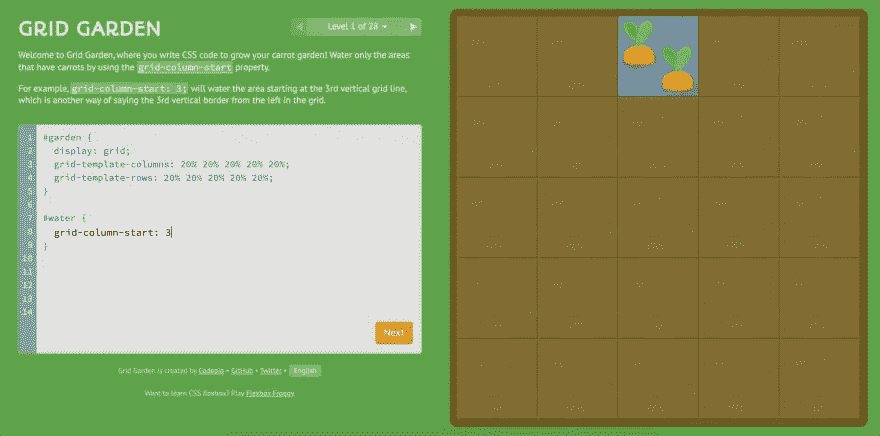 GRID GARDEN
Level 1 of 28
Welcome to Grid Garden, where you write CSS code to grow your carrot garden! Water only the areas
that have carrots by using the grid-column-start property.
For example, grid-column-start: 3; will water the area starting at the 3rd vertical grid line,
which is another way of saying the 3rd vertical border from the left in the grid.
1 #garden {
2 display: grid;
3 grid-template-columns: 20% 20% 20% 20% 20%;
4 grid-template-rows: 20% 20% 20% 20% 20%;
5 }
6
7 #water {
8 grid-column-start: 3
9 }
10
11
12
13
14
Next
Grid Garden is created by Codepip • GitHub • Twitter • English
Want to learn CSS flexbox? Play Flexbox Froggy.